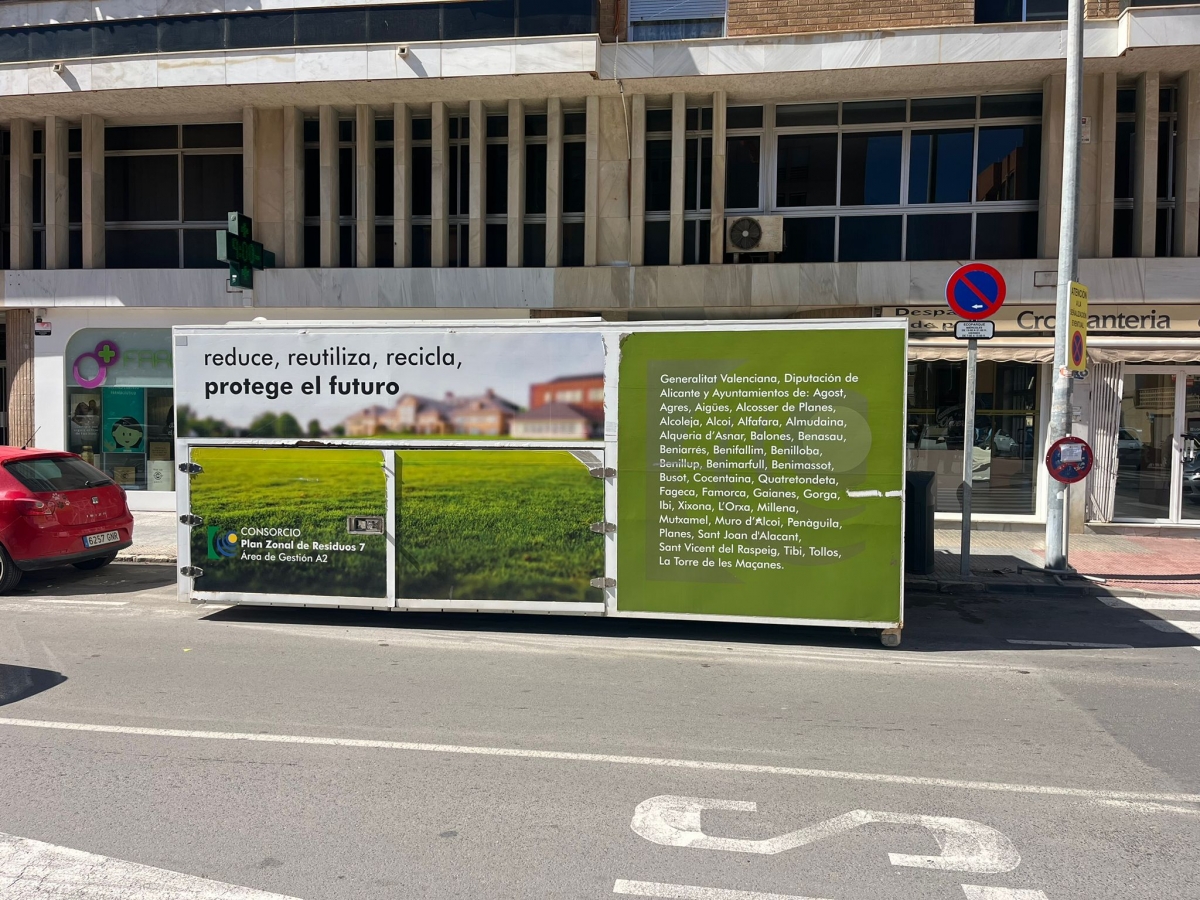 reduce, reutiliza, recicla,
protege el futuro
CONSORCIO
Plan Zonal de Residuos 7
Área de Gestión A2
Generalitat Valenciana, Diputación de
Alicante y Ayuntamientos de: Agost,
Agres, Aigües, Alcosser de Planes,
Alcoleja, Alcoi, Alfafara, Almudaina,
Alqueria d'Asnar, Balones, Benasau,
Beniarrés, Benifallim, Benilloba,
Benillup, Benimarfull, Benimassot,
Busot, Cocentaina, Quatretondeta,
Fageca, Famorca, Gaianes, Gorga,
Ibi, Xixona, L'Orxa, Millena,
Mutxamel, Muro d'Alcoi, Penàguila,
Planes, Sant Joan d'Alacant,
Sant Vicent del Raspeig, Tibi, Tollos,
La Torre de les Maçanes.
6257 GNR
ECOPARQUE
ATENCION